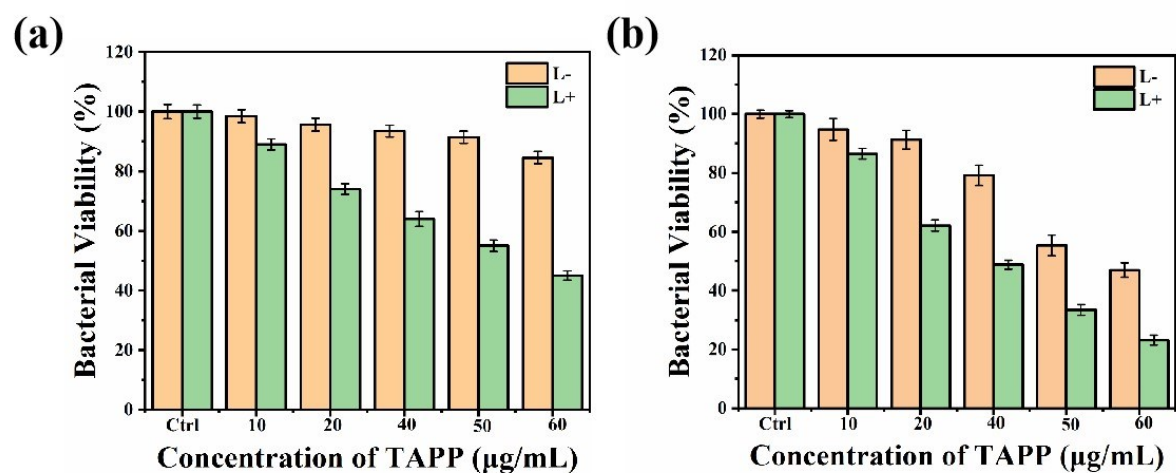 (a)
120
100
80
60
40
20
0
Bacterial Viability (%)
L-
L+
Ctrl 10 20 40 50 60
Concentration of TAPP (μg/mL)
(b)
120
100
80
60
40
20
0
Bacterial Viability (%)
L-
L+
Ctrl 10 20 40 50 60
Concentration of TAPP (μg/mL)